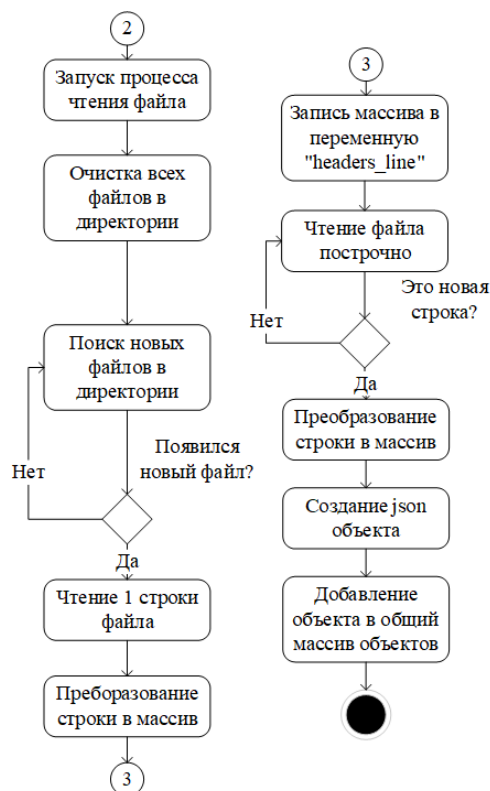 2
Запуск процесса
чтения файла
Очистка всех
файлов в
директории
Поиск новых
файлов в
директории
Появился
новый файл?
Нет
Да
Чтение 1 строки
файла
Преборазование
строки в массив
3
3
Запись массива в
переменную
"headers_line"
Чтение файла
построчно
Это новая
строка?
Нет
Да
Преобразование
строки в массив
Создание json
объекта
Добавление
объекта в общий
массив объектов